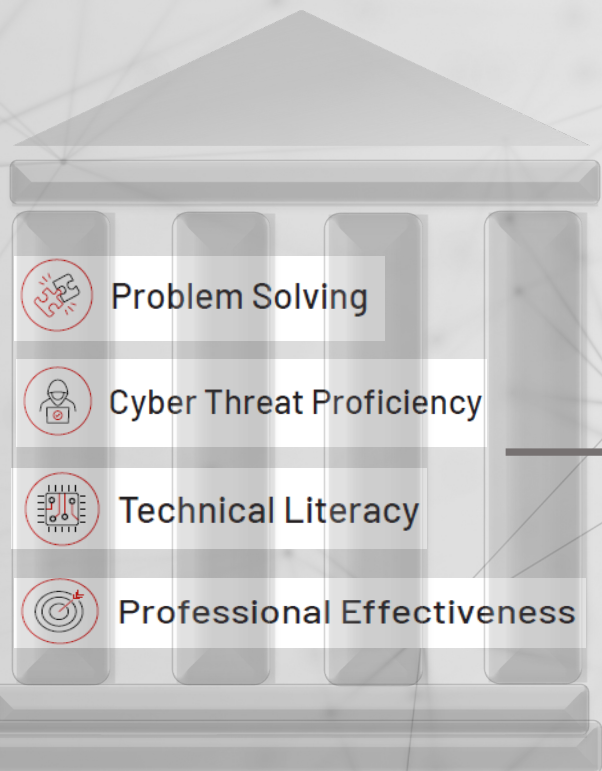 Problem Solving
Cyber Threat Proficiency
Technical Literacy
Professional Effectiveness